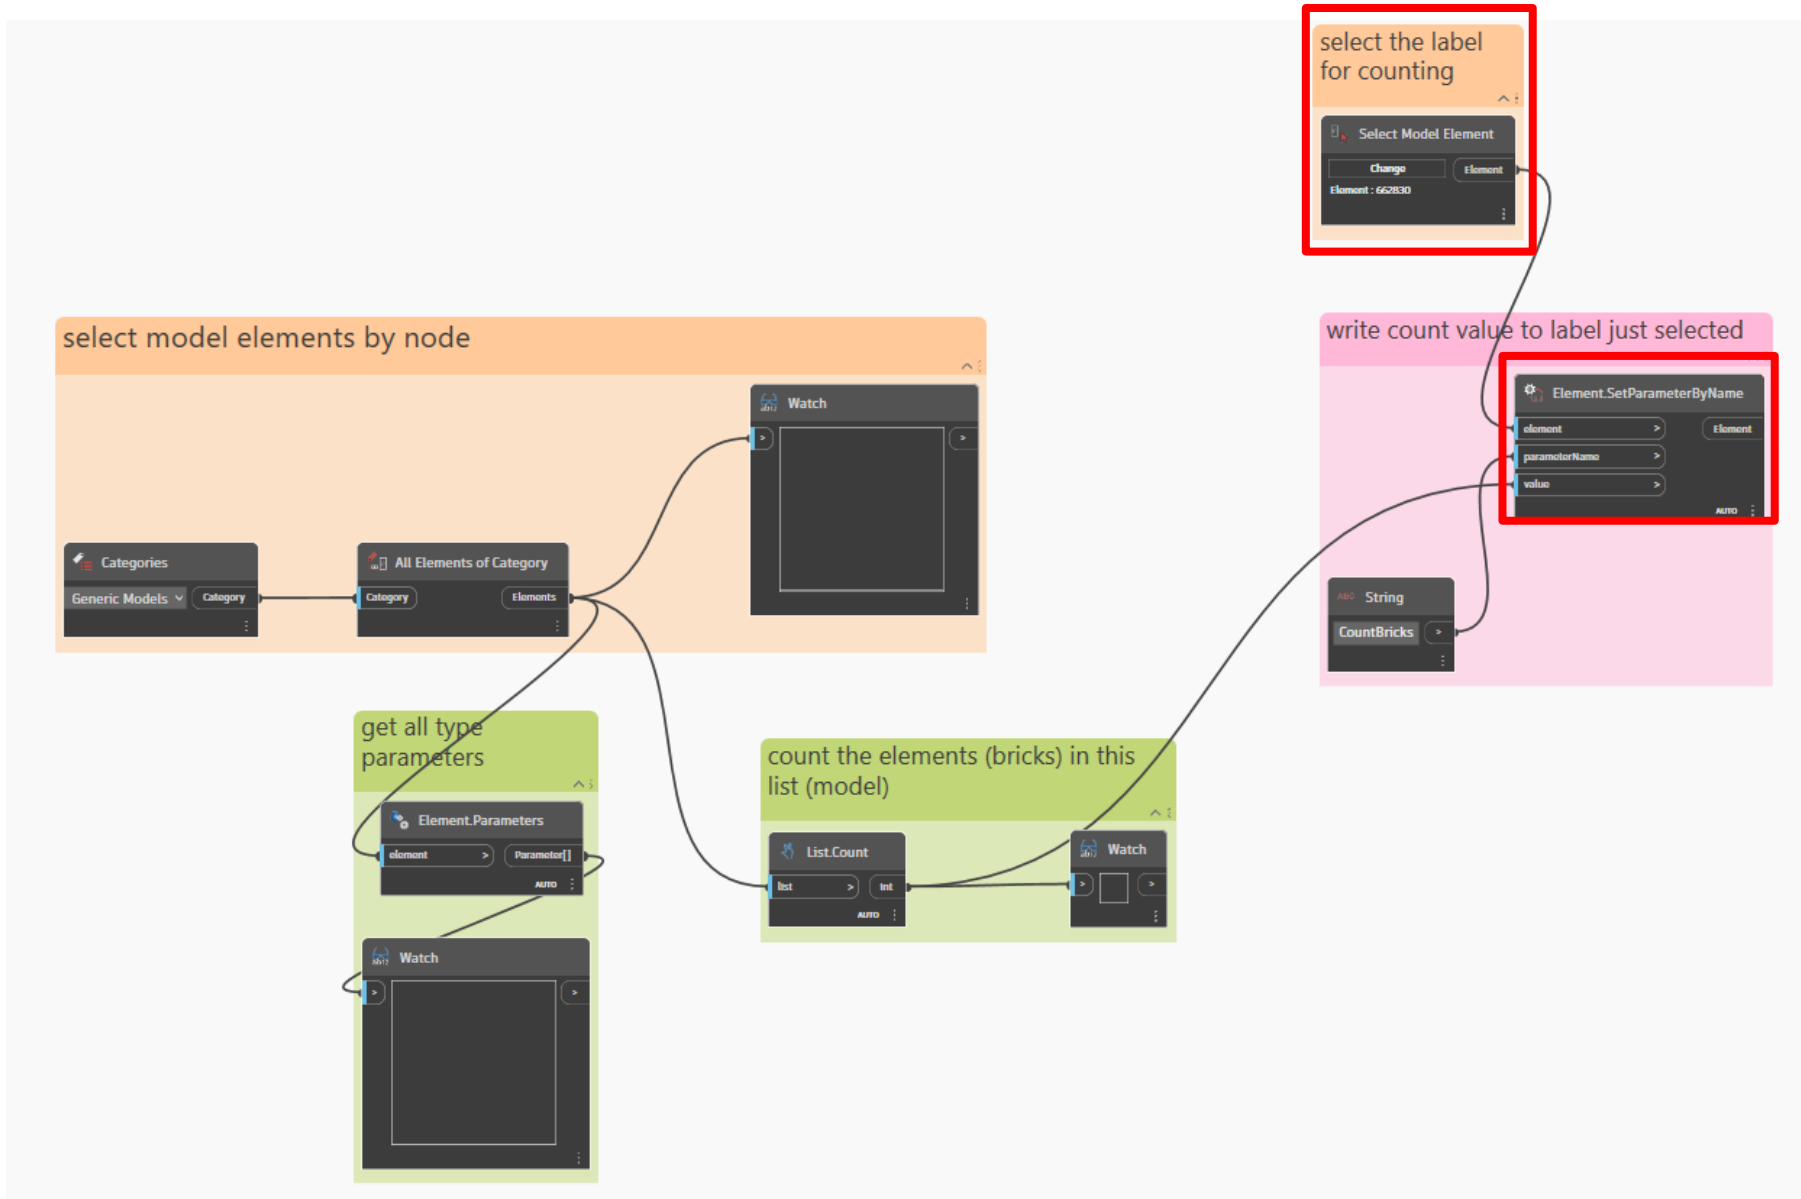 select the label
for counting
Select Model Element
Change
Element
Element : 662830
select model elements by node
write count value to label just selected
Watch
>
>
Element.SetParameterByName
element
>
Element
parameterName
>
value
>
AUTO
Categories
Generic Models
Category
All Elements of Category
Category
Elements
ABC
String
CountBricks
>
get all type
parameters
count the elements (bricks) in this
list (model)
Element.Parameters
element
>
Parameter[]
AUTO
List.Count
list
>
int
AUTO
Watch
>
>
Watch
>
>